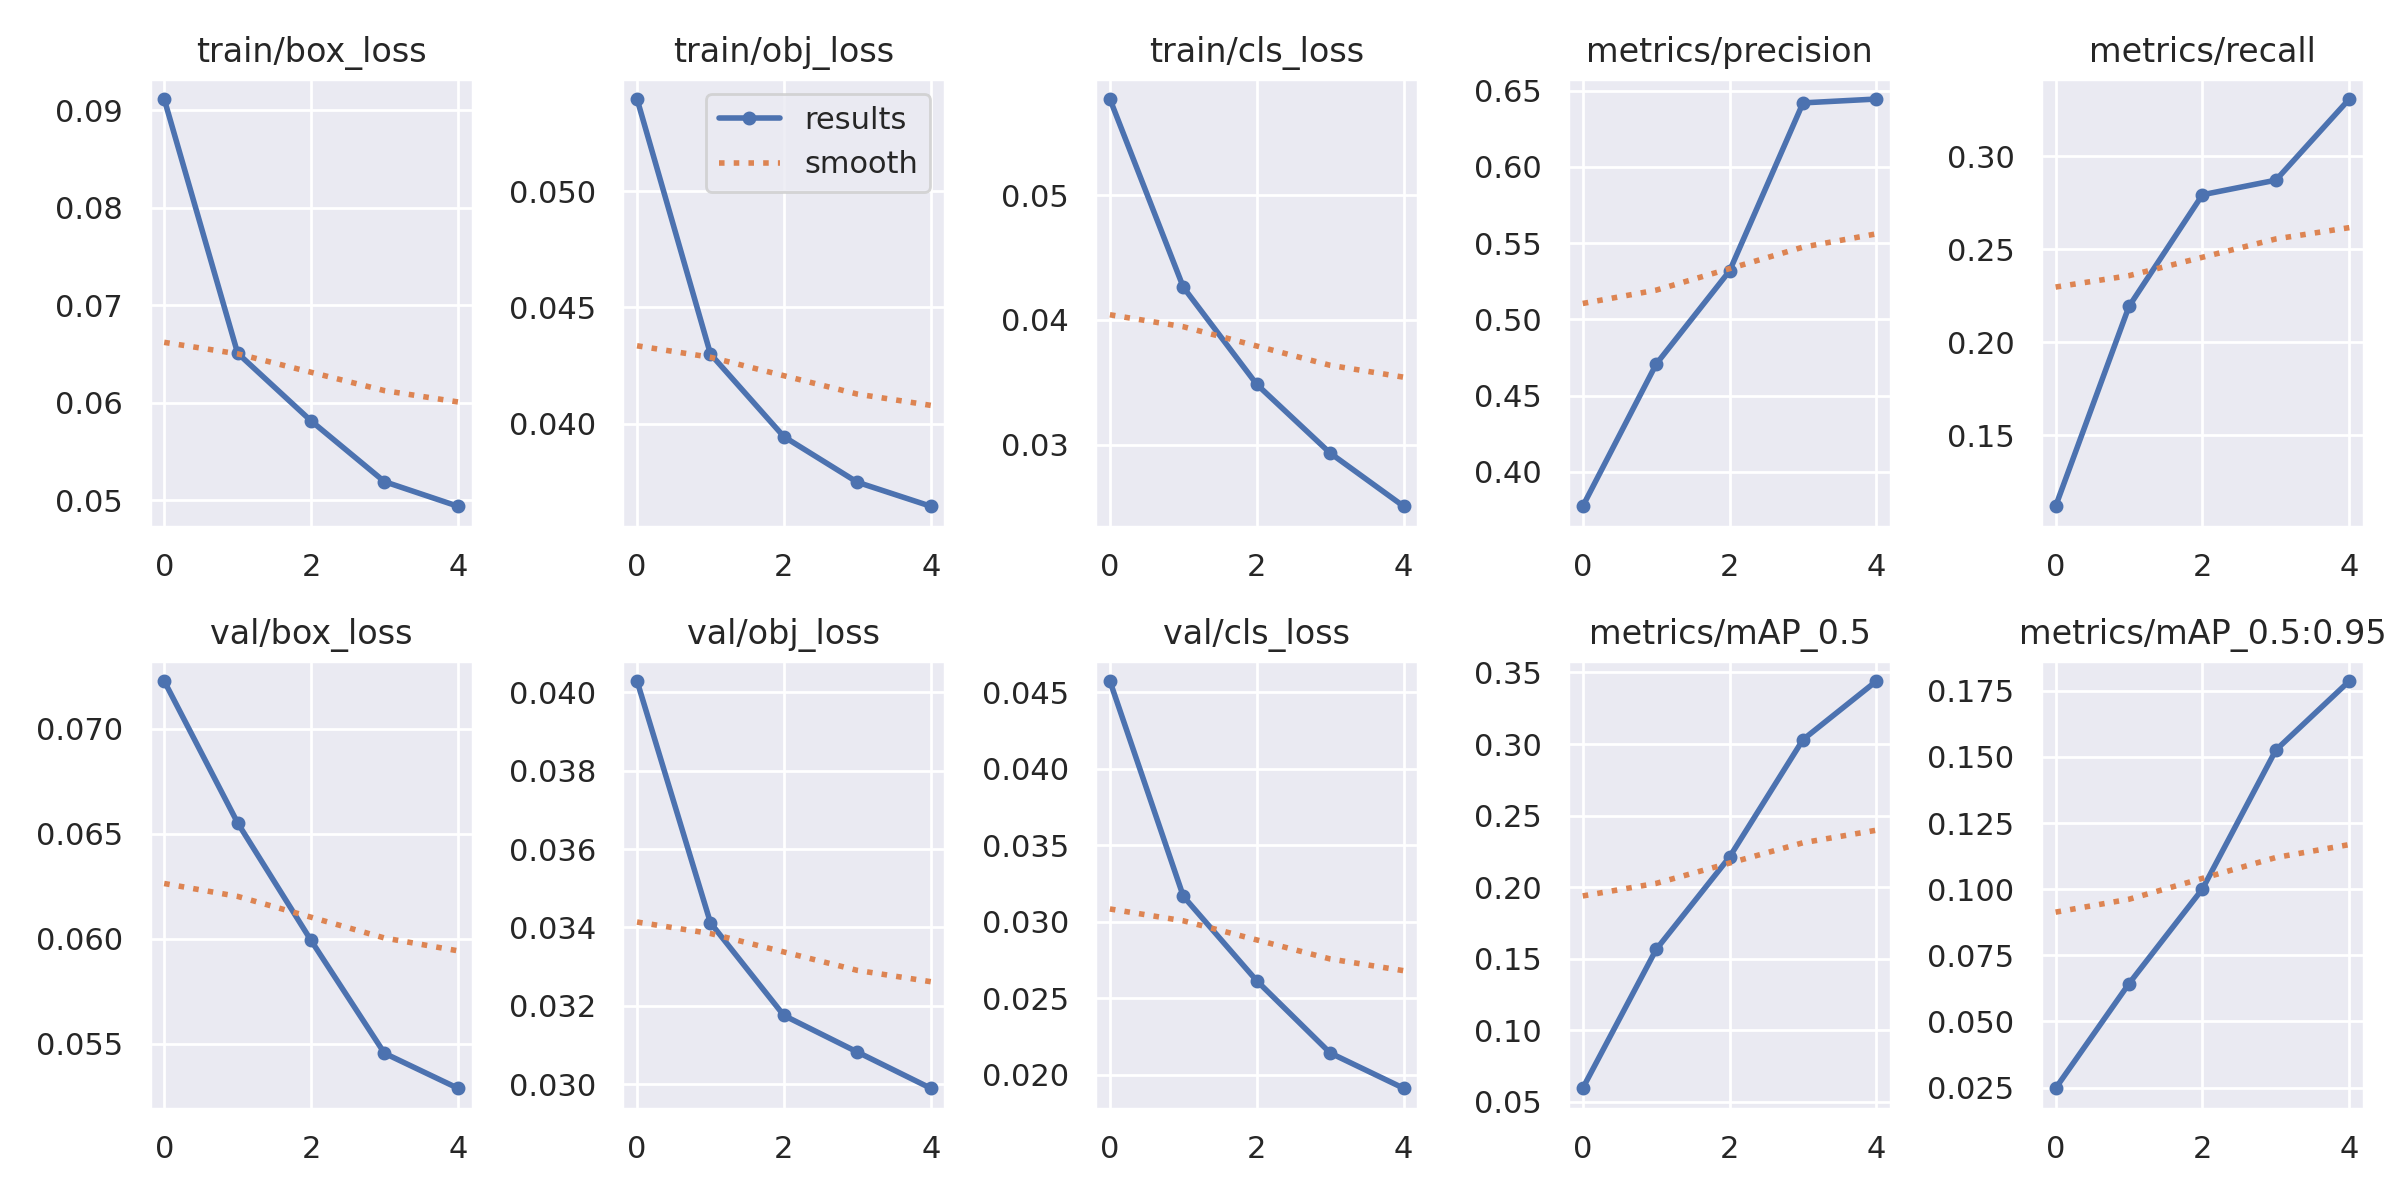 train/box_loss
0.09
0.08
0.07
0.06
0.05
0 2 4
train/obj_loss
results
smooth
0.050
0.045
0.040
0 2 4
train/cls_loss
0.05
0.04
0.03
0 2 4
metrics/precision
0.65
0.60
0.55
0.50
0.45
0.40
0 2 4
metrics/recall
0.30
0.25
0.20
0.15
0 2 4
val/box_loss
0.070
0.065
0.060
0.055
0 2 4
val/obj_loss
0.040
0.038
0.036
0.034
0.032
0.030
0 2 4
val/cls_loss
0.045
0.040
0.035
0.030
0.025
0.020
0 2 4
metrics/mAP_0.5
0.35
0.30
0.25
0.20
0.15
0.10
0.05
0 2 4
metrics/mAP_0.5:0.95
0.175
0.150
0.125
0.100
0.075
0.050
0.025
0 2 4